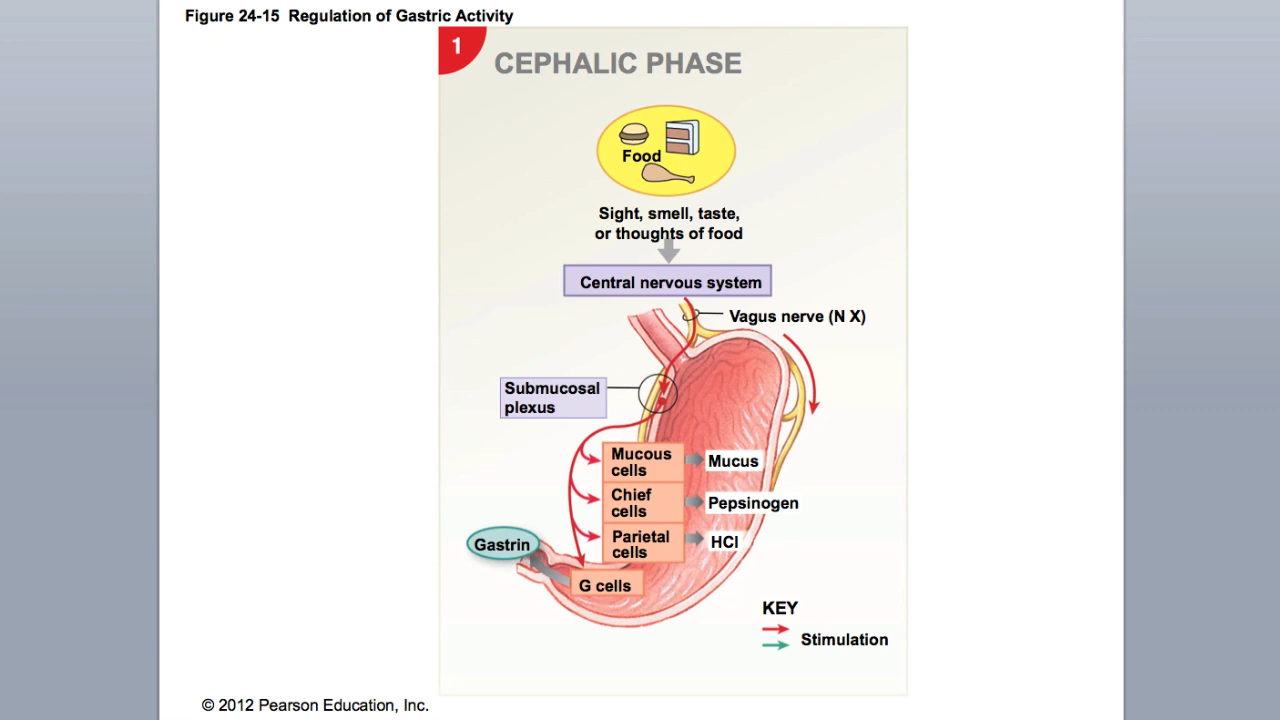 Figure 24-15 Regulation of Gastric Activity
1
CEPHALIC PHASE
Food
Sight, smell, taste,
or thoughts of food
Central nervous system
Vagus nerve (N X)
Submucosal
plexus
Mucous
cells
Mucus
Chief
cells
Pepsinogen
Parietal
cells
HCl
Gastrin
G cells
KEY
Stimulation
© 2012 Pearson Education, Inc.